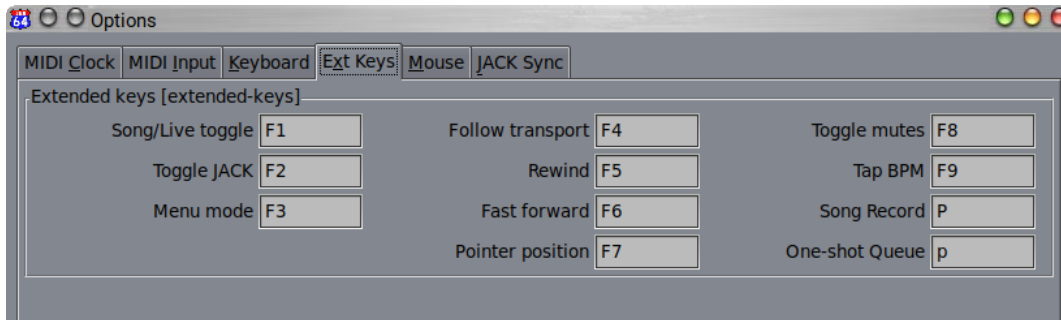 64 Options
MIDI Clock MIDI Input Keyboard Ext Keys Mouse JACK Sync
Extended keys [extended-keys]
Song/Live toggle F1 Follow transport F4 Toggle mutes F8
Toggle JACK F2 Rewind F5 Tap BPM F9
Menu mode F3 Fast forward F6 Song Record P
Pointer position F7 One-shot Queue p